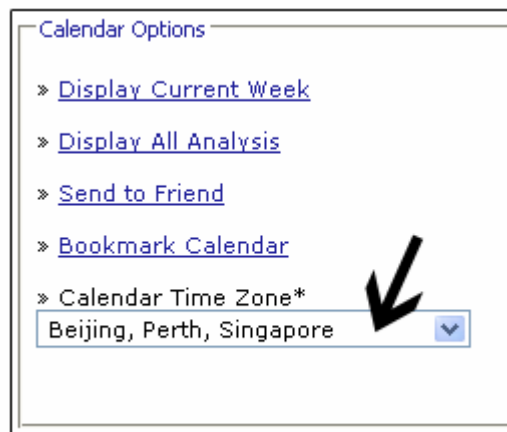 Calendar Options
» Display Current Week
» Display All Analysis
» Send to Friend
» Bookmark Calendar
» Calendar Time Zone*
Beijing, Perth, Singapore